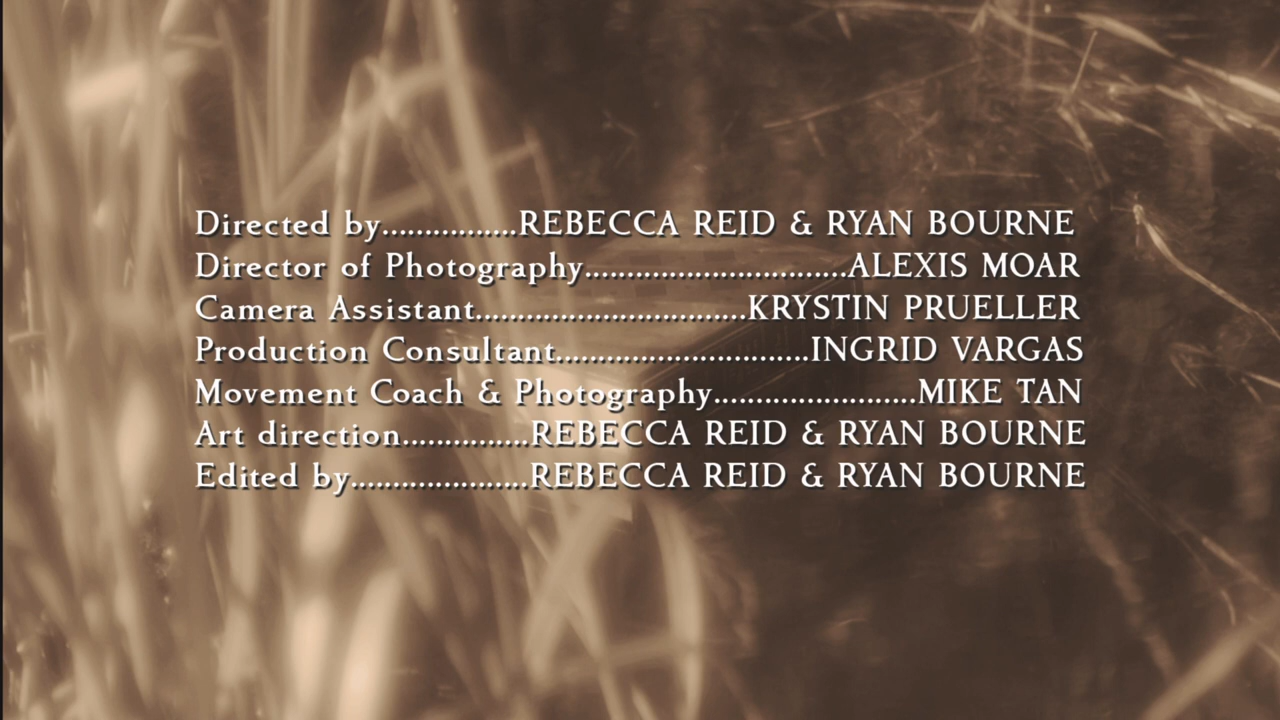 Directed by................REBECCA REID & RYAN BOURNE
Director of Photography...............................ALEXIS MOAR
Camera Assistant................................KRYSTIN PRUELLER
Production Consultant..............................INGRID VARGAS
Movement Coach & Photography........................MIKE TAN
Art direction...............REBECCA REID & RYAN BOURNE
Edited by.....................REBECCA REID & RYAN BOURNE